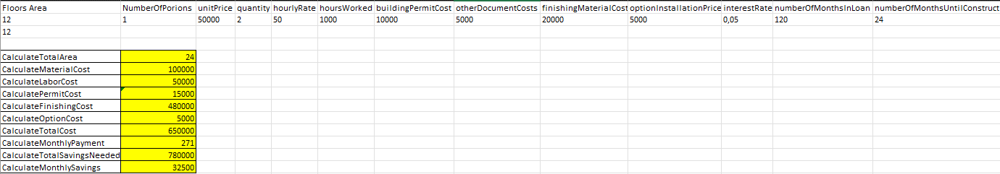 Floors Area NumberOfPorions unitPrice quantity hourlyRate hoursWorked buildingPermitCost otherDocumentCosts finishingMaterialCost optionInstallationPrice interestRate numberOfMonthsInLoan numberOfMonthsUntilConstruct
12 1 50000 2 50 1000 10000 5000 20000 5000 0,05 120 24
12
CalculateTotalArea 24
CalculateMaterialCost 100000
CalculateLaborCost 50000
CalculatePermitCost 15000
CalculateFinishingCost 480000
CalculateOptionCost 5000
CalculateTotalCost 650000
CalculateMonthlyPayment 271
CalculateTotalSavingsNeeded 780000
CalculateMonthlySavings 32500